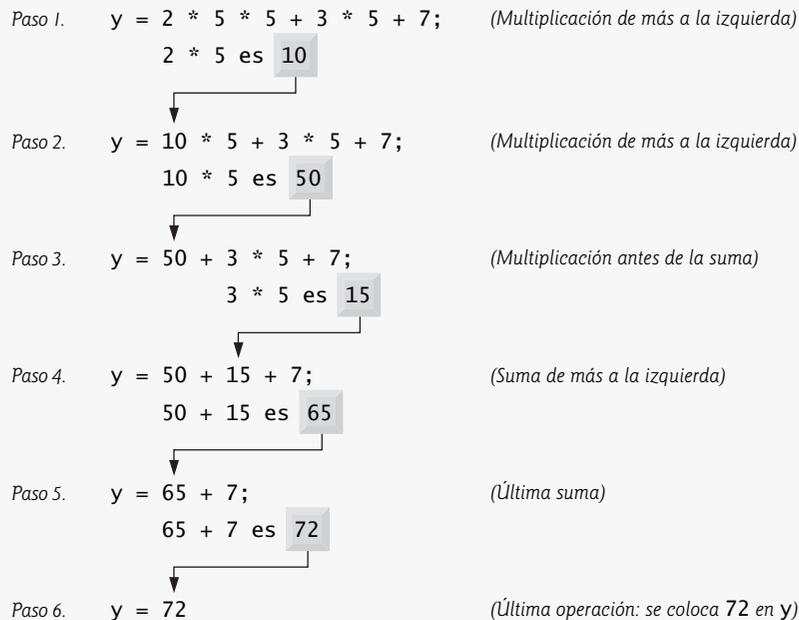 Paso 1. y = 2 * 5 * 5 + 3 * 5 + 7; (Multiplicación de más a la izquierda)
2 * 5 es 10
Paso 2. y = 10 * 5 + 3 * 5 + 7; (Multiplicación de más a la izquierda)
10 * 5 es 50
Paso 3. y = 50 + 3 * 5 + 7; (Multiplicación antes de la suma)
3 * 5 es 15
Paso 4. y = 50 + 15 + 7; (Suma de más a la izquierda)
50 + 15 es 65
Paso 5. y = 65 + 7; (Última suma)
65 + 7 es 72
Paso 6. y = 72 (Última operación: se coloca 72 en y)